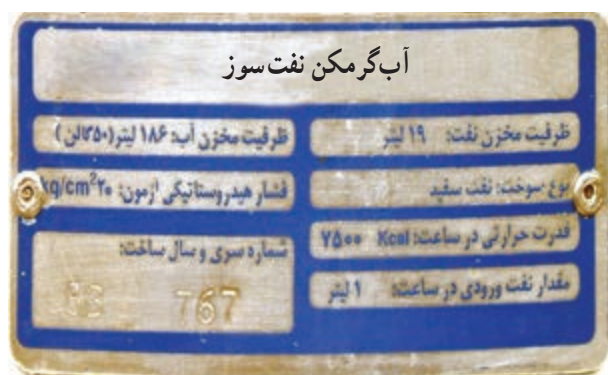 آب‌گرمکن نفت‌سوز
ظرفیت مخزن نفت: ۱۹ لیتر
نوع سوخت: نفت سفید
قدرت حرارتی در ساعت: ۷۵۰۰ Kcal
مقدار نفت ورودی در ساعت: ۱ لیتر
ظرفیت مخزن آب: ۱۸۶ لیتر (۵۰ گالن)
فشار هیدروستاتیکی آزمون: ۲۰ kg/cm²
شماره سری و سال ساخت:
767